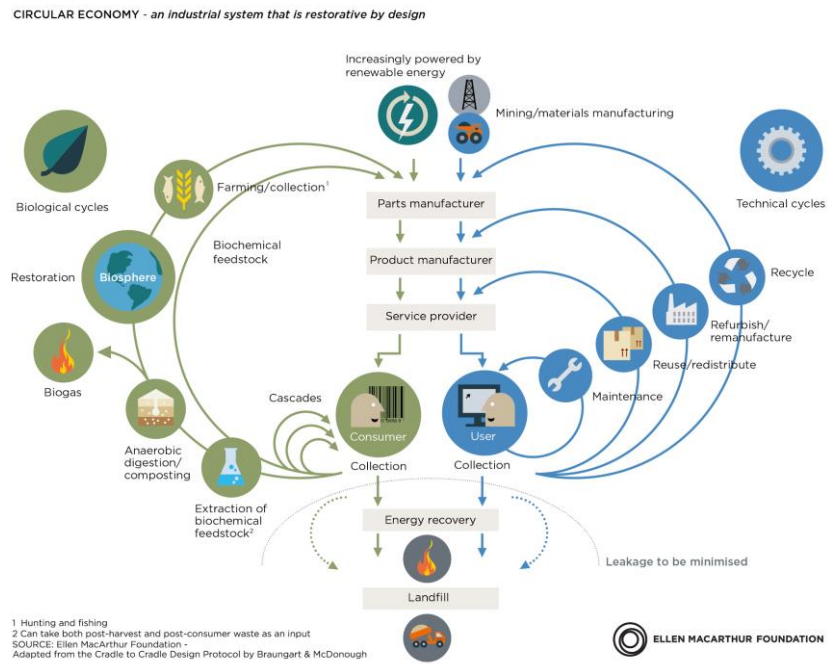 CIRCULAR ECONOMY - an industrial system that is restorative by design
Increasingly powered by
renewable energy
Mining/materials manufacturing
Biological cycles
Technical cycles
Farming/collection¹
Parts manufacturer
Biochemical
feedstock
Restoration
Biosphere
Product manufacturer
Recycle
Service provider
Refurbish/
remanufacture
Biogas
Reuse/redistribute
Cascades
Maintenance
Consumer
User
Anaerobic
digestion/
composting
Collection
Collection
Extraction of
biochemical
feedstock²
Energy recovery
Leakage to be minimised
Landfill
1 Hunting and fishing
2 Can take both post-harvest and post-consumer waste as an input
SOURCE: Ellen MacArthur Foundation -
Adapted from the Cradle to Cradle Design Protocol by Braungart & McDonough
ELLEN MACARTHUR FOUNDATION